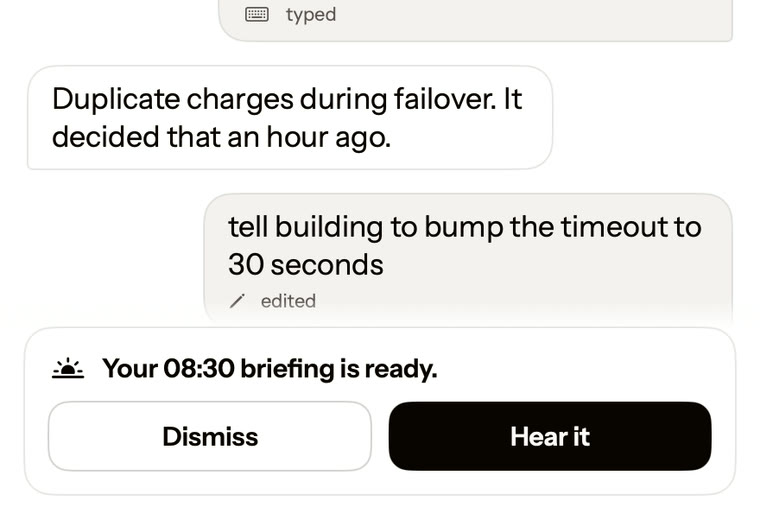 typed
Duplicate charges during failover. It
decided that an hour ago.
tell building to bump the timeout to
30 seconds
edited
Your 08:30 briefing is ready.
Dismiss
Hear it